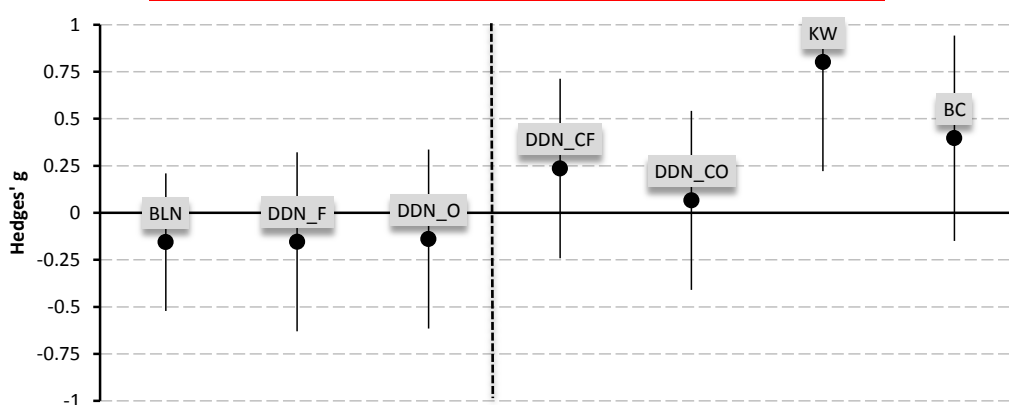 1
KW
0.75
BC
0.5
DDN_CF
0.25
DDN_CO
BLN
DDN_F
DDN_O
0
-0.25
-0.5
-0.75
-1
Hedges' g